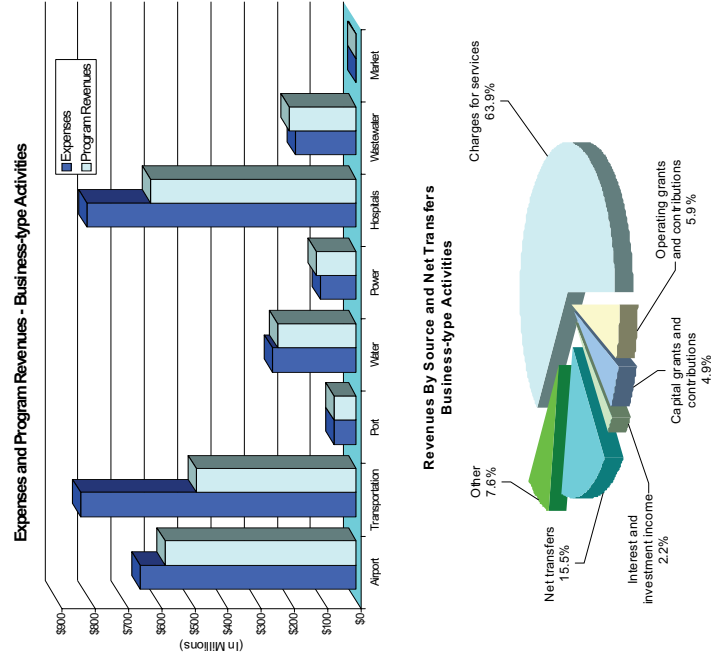 Expenses and Program Revenues - Business-type Activities
Expenses
Program Revenues
(In Millions)
$900
$800
$700
$600
$500
$400
$300
$200
$100
$0
Airport
Transportation
Port
Water
Power
Hospitals
Wastewater
Market
Revenues By Source and Net Transfers
Business-type Activities
Charges for services
63.9%
Operating grants
and contributions
5.9%
Capital grants and
contributions
4.9%
Interest and
investment income
2.2%
Net transfers
15.5%
Other
7.6%